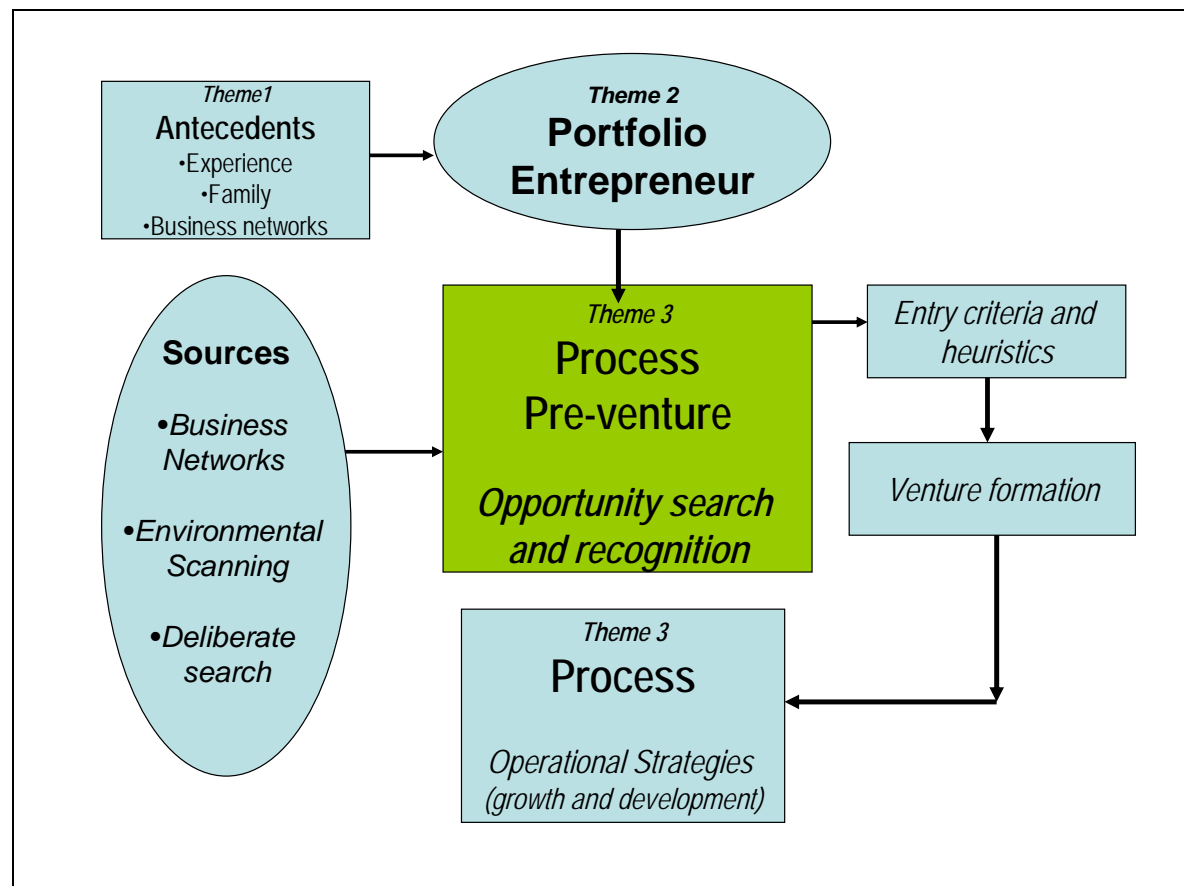 Theme1
Antecedents
•Experience
•Family
•Business networks
Theme 2
Portfolio
Entrepreneur
Sources
•Business
Networks
•Environmental
Scanning
•Deliberate
search
Theme 3
Process
Pre-venture
Opportunity search
and recognition
Entry criteria and
heuristics
Venture formation
Theme 3
Process
Operational Strategies
(growth and development)